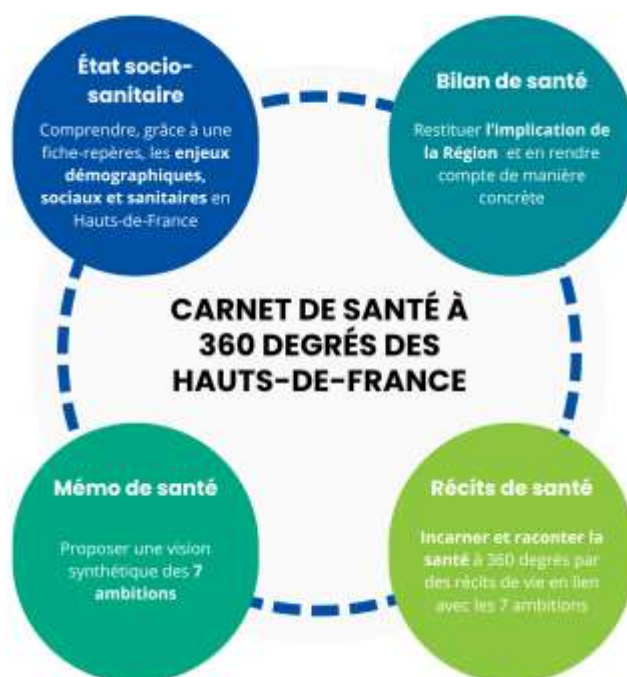 État socio-
sanitaire
Comprendre, grâce à une
fiche-repères, les enjeux
démographiques,
sociaux et sanitaires en
Hauts-de-France
Bilan de santé
Restituer l'implication de
la Région et en rendre
compte de manière
concrète
CARNET DE SANTÉ À
360 DEGRÉS DES
HAUTS-DE-FRANCE
Mémo de santé
Proposer une vision
synthétique des 7
ambitions
Récits de santé
Incarner et raconter la
santé à 360 degrés par
des récits de vie en lien
avec les 7 ambitions